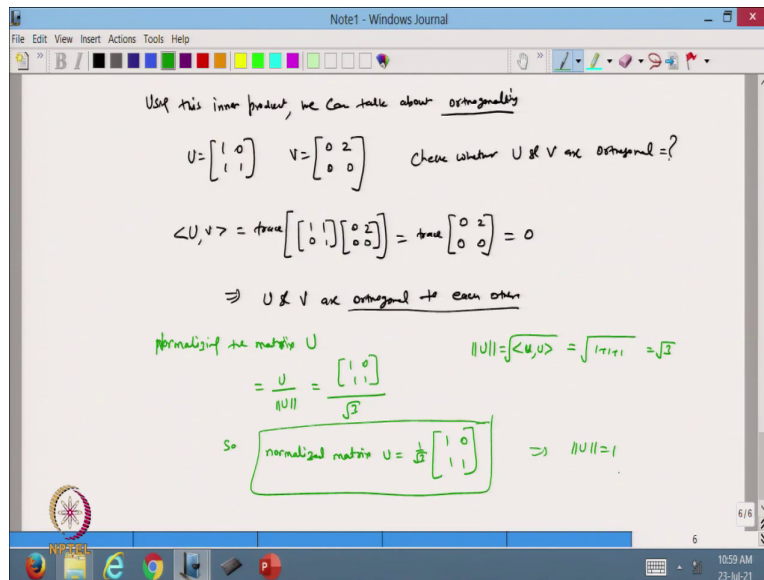 Note1 - Windows Journal
File Edit View Insert Actions Tools Help
Using this inner product, we can talk about orthogonality
U = [1 0; 1 1]  V = [0 2; 0 0]  Check whether U & V are orthogonal = ?
<U, V> = trace[[1 1; 0 1][0 2; 0 0]] = trace[0 2; 0 0] = 0
⇒ U & V are orthogonal to each other
Normalizing the matrix U  ||U|| = √<U,U> = √1+1+1 = √3
= U/||U|| = [1 0; 1 1]/√3
So normalized matrix U = 1/√3 [1 0; 1 1] ⇒ ||U|| = 1
6/6
6
NPTEL
10:59 AM
23-Jul-21